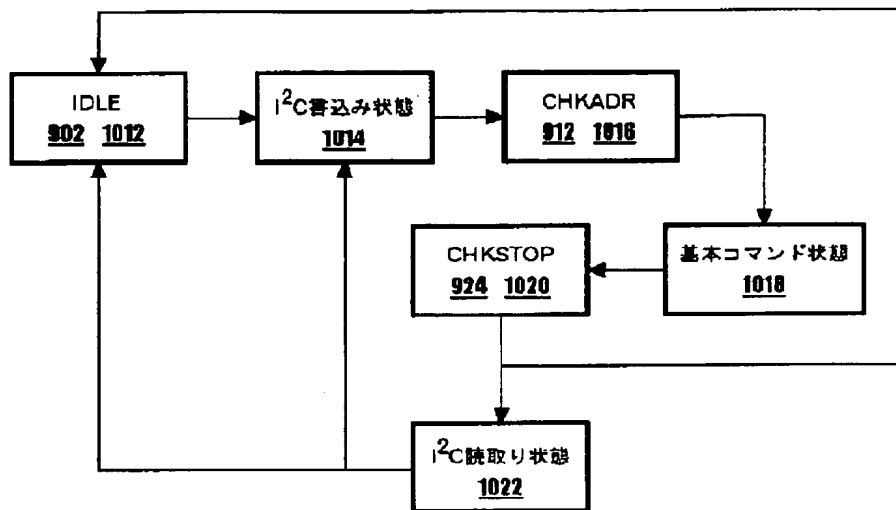 IDLE
902 1012
I²C書込み状態
1014
CHKADR
912 1016
CHKSTOP
924 1020
基本コマンド状態
1018
I²C読取り状態
1022